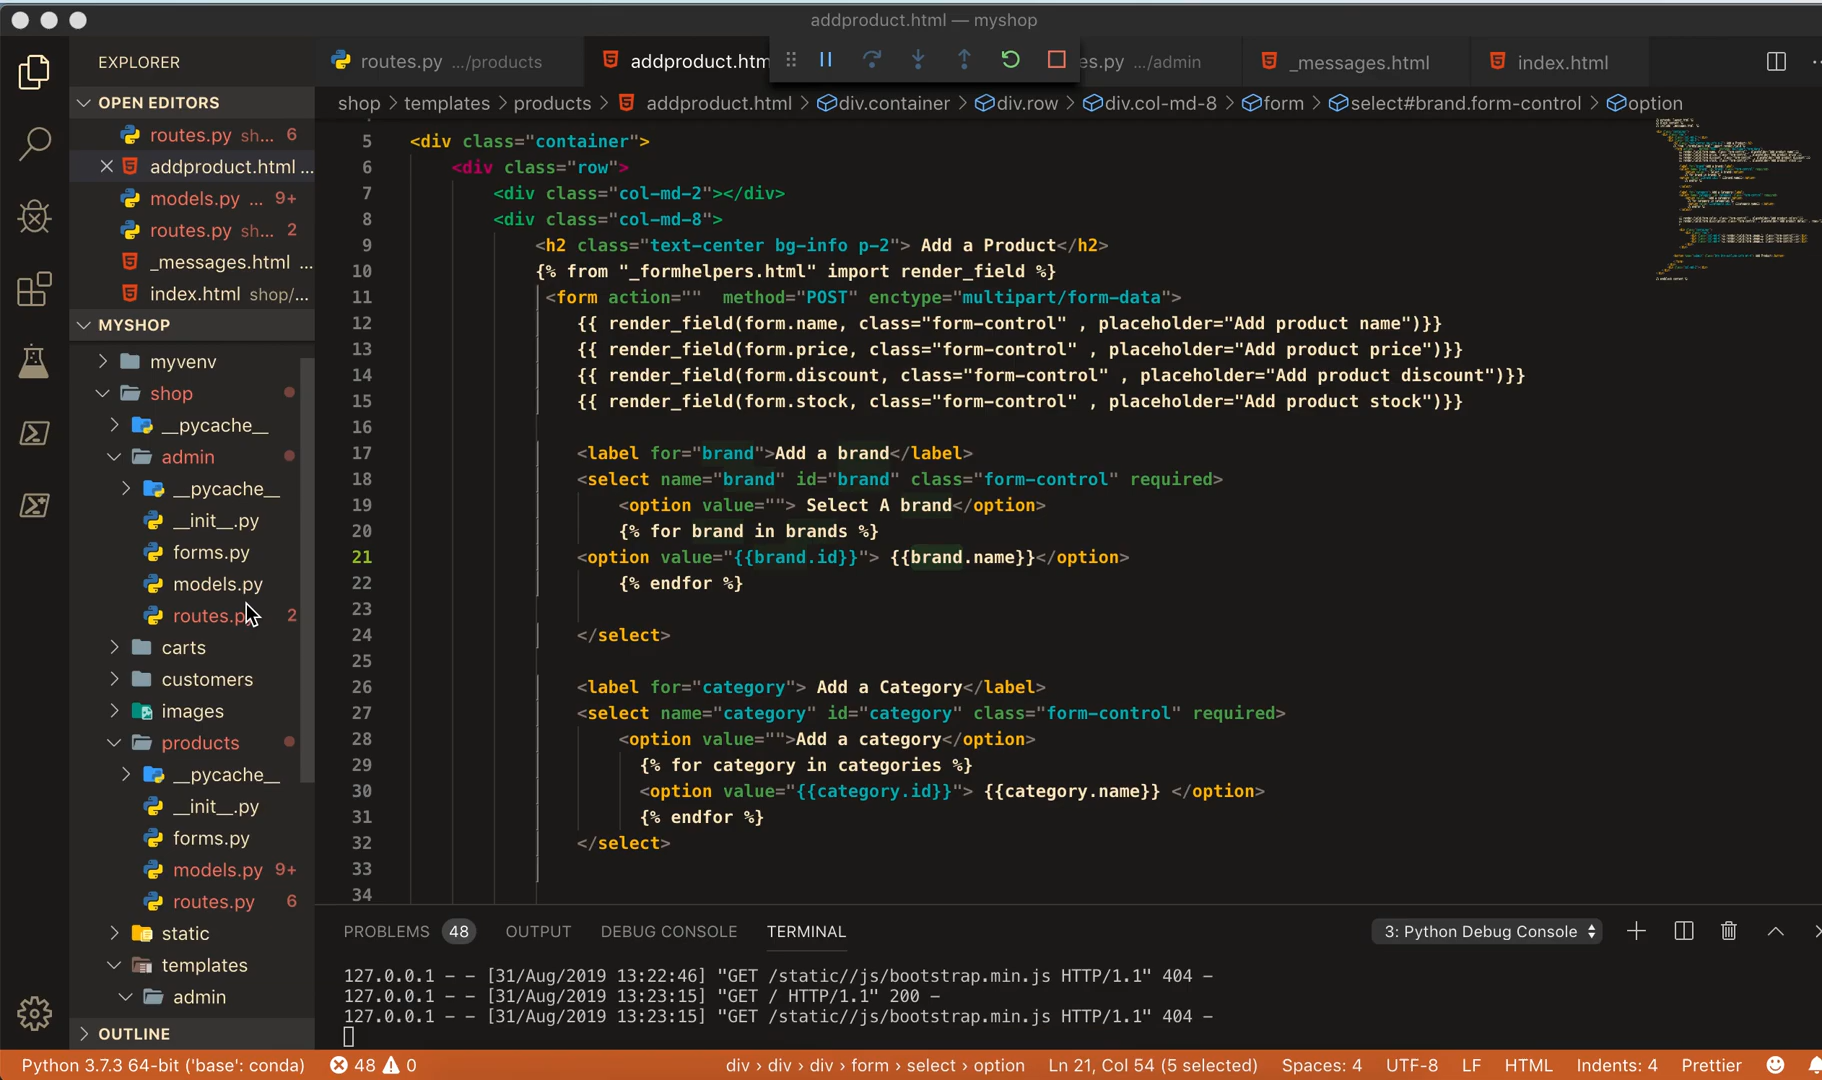 addproduct.html — myshop
EXPLORER
routes.py .../products
addproduct.htm
es.py .../admin
_messages.html
index.html
OPEN EDITORS
shop > templates > products > addproduct.html > div.container > div.row > div.col-md-8 > form > select#brand.form-control > option
routes.py sh... 6
addproduct.html ...
models.py ... 9+
routes.py sh... 2
_messages.html ...
index.html shop/...
MYSHOP
myvenv
shop
__pycache__
admin
__pycache__
__init__.py
forms.py
models.py
routes.py 2
carts
customers
images
products
__pycache__
__init__.py
forms.py
models.py 9+
routes.py 6
static
templates
admin
OUTLINE
5 <div class="container">
6 <div class="row">
7 <div class="col-md-2"></div>
8 <div class="col-md-8">
9 <h2 class="text-center bg-info p-2"> Add a Product</h2>
10 {% from "_formhelpers.html" import render_field %}
11 <form action="" method="POST" enctype="multipart/form-data">
12 {{ render_field(form.name, class="form-control" , placeholder="Add product name")}}
13 {{ render_field(form.price, class="form-control" , placeholder="Add product price")}}
14 {{ render_field(form.discount, class="form-control" , placeholder="Add product discount")}}
15 {{ render_field(form.stock, class="form-control" , placeholder="Add product stock")}}
16
17 <label for="brand">Add a brand</label>
18 <select name="brand" id="brand" class="form-control" required>
19 <option value=""> Select A brand</option>
20 {% for brand in brands %}
21 <option value="{{brand.id}}"> {{brand.name}}</option>
22 {% endfor %}
23
24 </select>
25
26 <label for="category"> Add a Category</label>
27 <select name="category" id="category" class="form-control" required>
28 <option value="">Add a category</option>
29 {% for category in categories %}
30 <option value="{{category.id}}"> {{category.name}} </option>
31 {% endfor %}
32 </select>
33
34
PROBLEMS 48 OUTPUT DEBUG CONSOLE TERMINAL 3: Python Debug Console
127.0.0.1 - - [31/Aug/2019 13:22:46] "GET /static//js/bootstrap.min.js HTTP/1.1" 404 -
127.0.0.1 - - [31/Aug/2019 13:23:15] "GET / HTTP/1.1" 200 -
127.0.0.1 - - [31/Aug/2019 13:23:15] "GET /static//js/bootstrap.min.js HTTP/1.1" 404 -
Python 3.7.3 64-bit ('base': conda) 48 0 div › div › div › form › select › option Ln 21, Col 54 (5 selected) Spaces: 4 UTF-8 LF HTML Indents: 4 Prettier